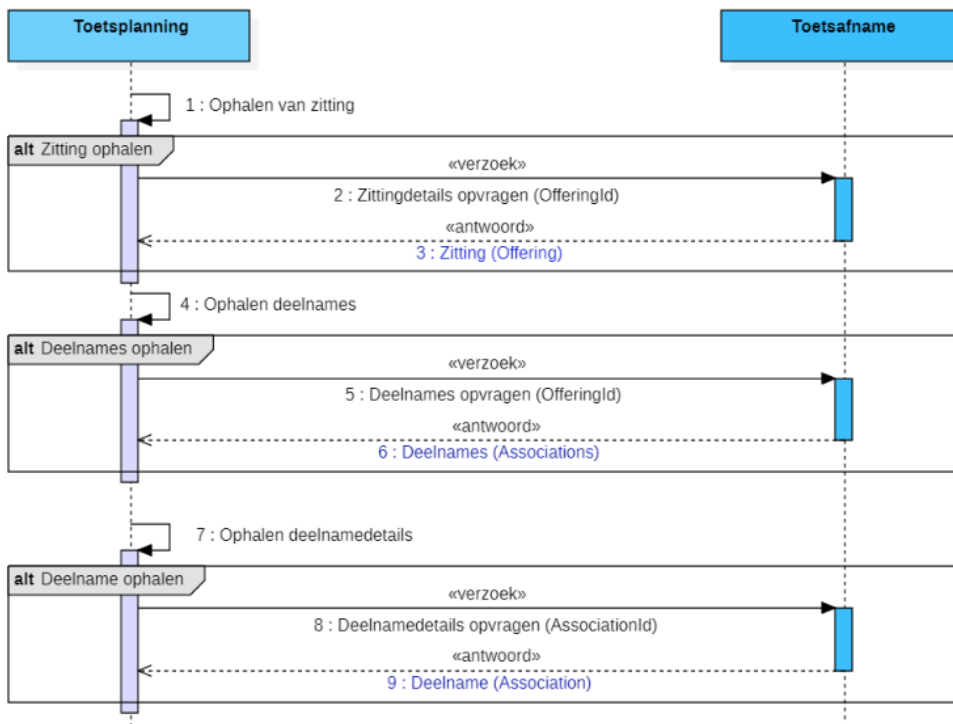 Toetsplanning
Toetsafname
1 : Ophalen van zitting
alt Zitting ophalen
«verzoek»
2 : Zittingdetails opvragen (OfferingId)
«antwoord»
3 : Zitting (Offering)
4 : Ophalen deelnames
alt Deelnames ophalen
«verzoek»
5 : Deelnames opvragen (OfferingId)
«antwoord»
6 : Deelnames (Associations)
7 : Ophalen deelnamedetails
alt Deelname ophalen
«verzoek»
8 : Deelnamedetails opvragen (AssociationId)
«antwoord»
9 : Deelname (Association)